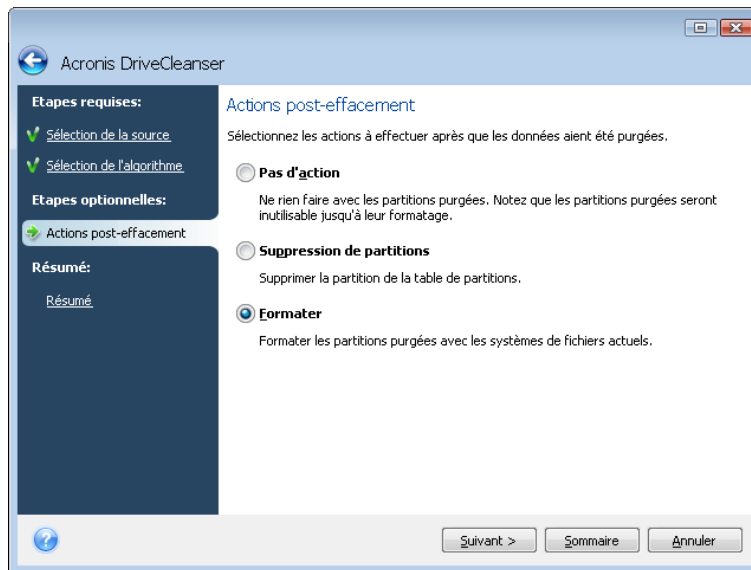 Acronis DriveCleanser
Etapes requises:
Sélection de la source
Sélection de l'algorithme
Etapes optionnelles:
Actions post-effacement
Résumé:
Résumé
Actions post-effacement
Sélectionnez les actions à effectuer après que les données aient été purgées.
Pas d'action
Ne rien faire avec les partitions purgées. Notez que les partitions purgées seront
inutilisable jusqu'à leur formatage.
Suppression de partitions
Supprimer la partition de la table de partitions.
Formater
Formater les partitions purgées avec les systèmes de fichiers actuels.
Suivant >
Sommaire
Annuler